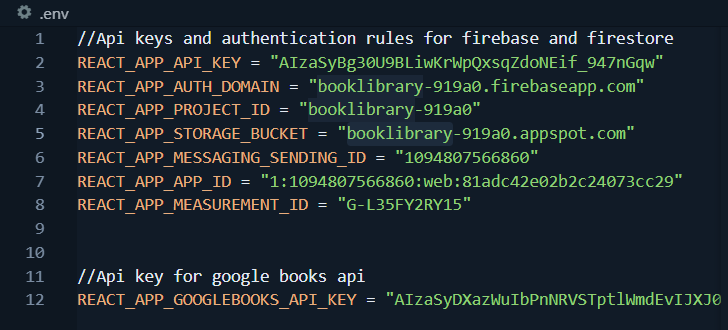 .env
1 //Api keys and authentication rules for firebase and firestore
2 REACT_APP_API_KEY = "AIzaSyBg30U9BLiwKrWpQxsqZdoNEif_947nGqw"
3 REACT_APP_AUTH_DOMAIN = "booklibrary-919a0.firebaseapp.com"
4 REACT_APP_PROJECT_ID = "booklibrary-919a0"
5 REACT_APP_STORAGE_BUCKET = "booklibrary-919a0.appspot.com"
6 REACT_APP_MESSAGING_SENDING_ID = "1094807566860"
7 REACT_APP_APP_ID = "1:1094807566860:web:81adc42e02b2c24073cc29"
8 REACT_APP_MEASUREMENT_ID = "G-L35FY2RY15"
9
10
11 //Api key for google books api
12 REACT_APP_GOOGLEBOOKS_API_KEY = "AIzaSyDXazWuIbPnNRVSTptlWmdEvIJXJ0